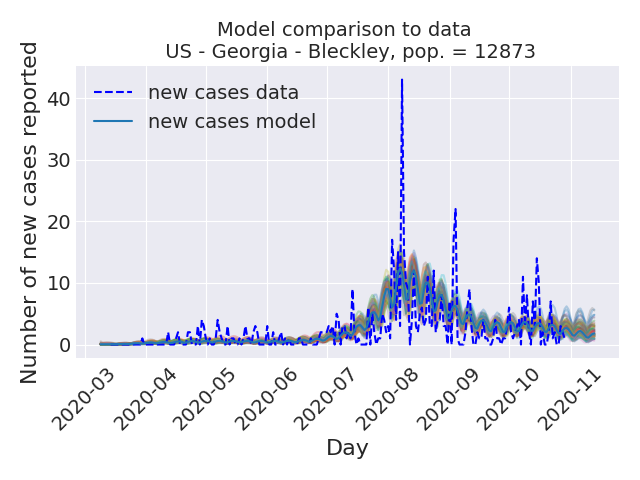 Model comparison to data
US - Georgia - Bleckley, pop. = 12873
Number of new cases reported
40
30
20
10
0
new cases data
new cases model
2020-03
2020-04
2020-05
2020-06
2020-07
2020-08
2020-09
2020-10
2020-11
Day